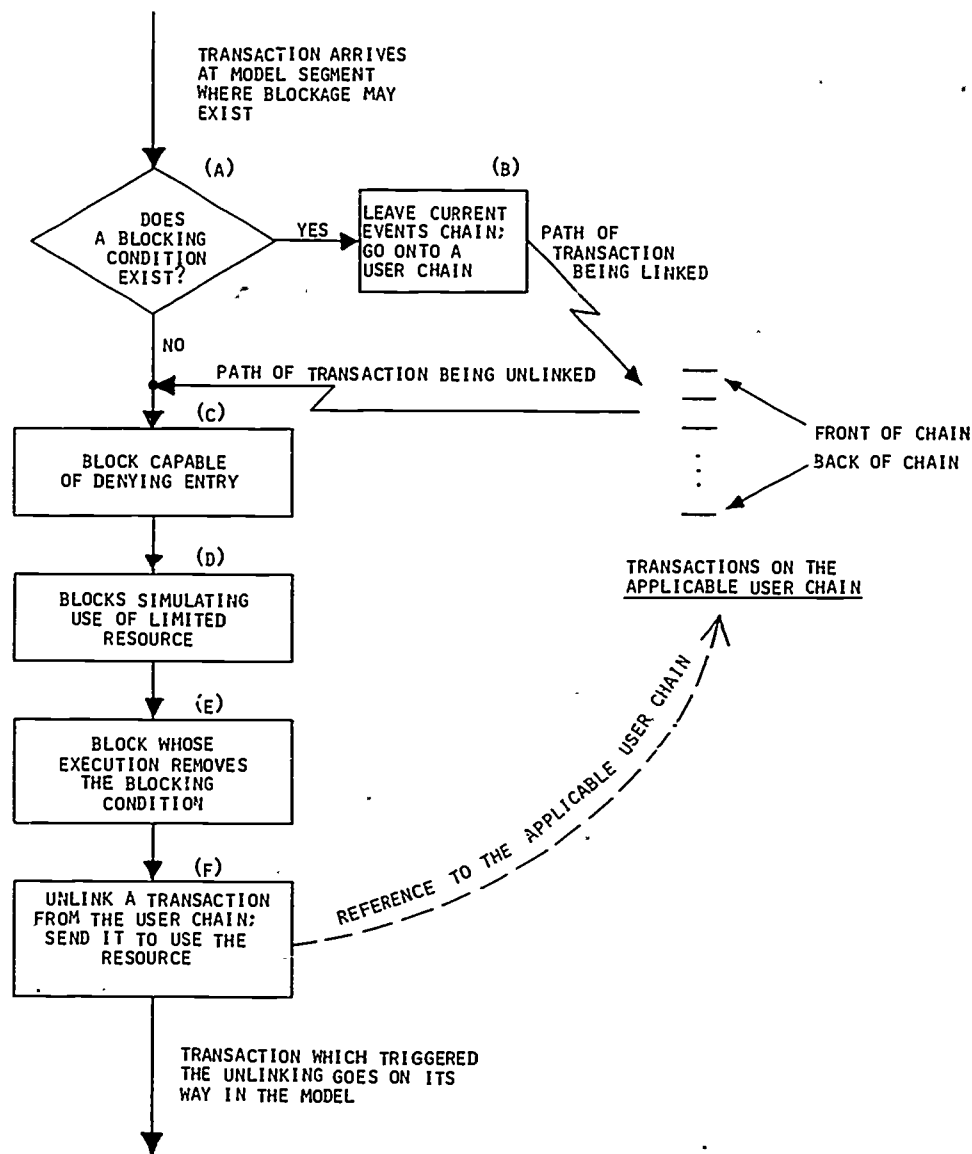 TRANSACTION ARRIVES
AT MODEL SEGMENT
WHERE BLOCKAGE MAY
EXIST
(A)
DOES
A BLOCKING
CONDITION
EXIST?
YES
(B)
LEAVE CURRENT
EVENTS CHAIN;
GO ONTO A
USER CHAIN
PATH OF
TRANSACTION
BEING LINKED
NO
PATH OF TRANSACTION BEING UNLINKED
FRONT OF CHAIN
BACK OF CHAIN
(C)
BLOCK CAPABLE
OF DENYING ENTRY
TRANSACTIONS ON THE
APPLICABLE USER CHAIN
(D)
BLOCKS SIMULATING
USE OF LIMITED
RESOURCE
(E)
BLOCK WHOSE
EXECUTION REMOVES
THE BLOCKING
CONDITION
REFERENCE TO THE APPLICABLE USER CHAIN
(F)
UNLINK A TRANSACTION
FROM THE USER CHAIN;
SEND IT TO USE THE
RESOURCE
TRANSACTION WHICH TRIGGERED
THE UNLINKING GOES ON ITS
WAY IN THE MODEL